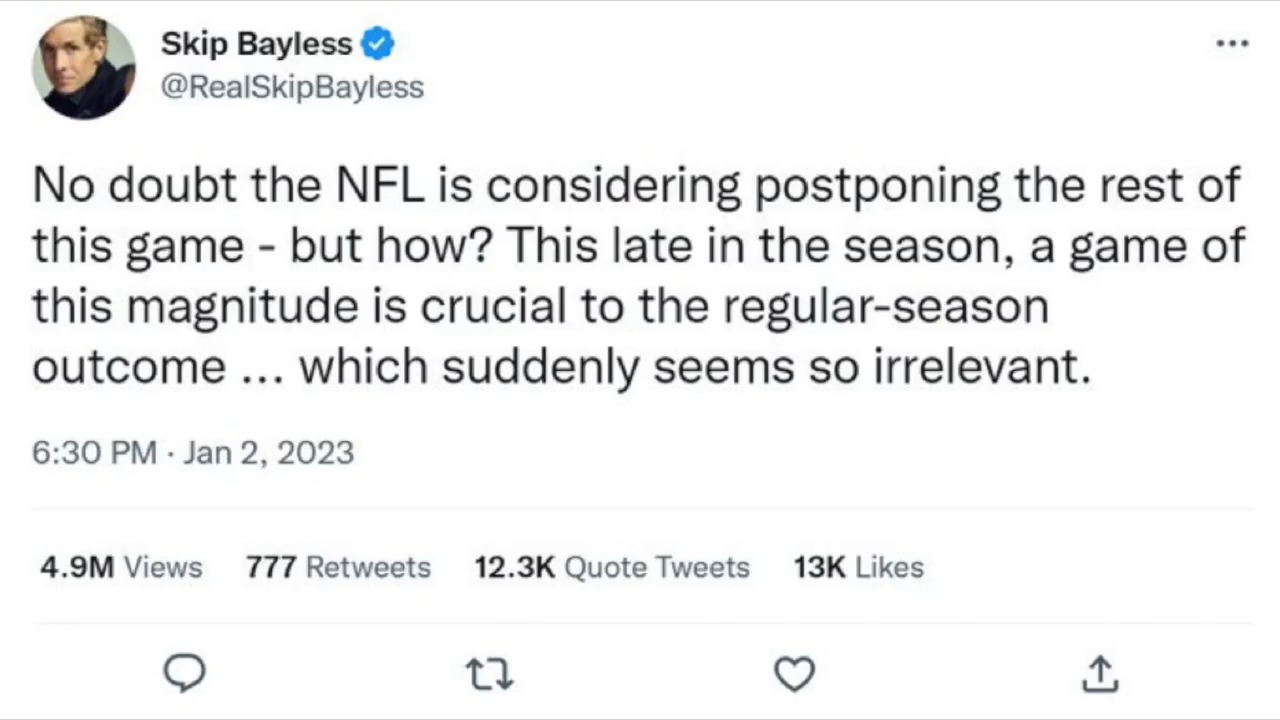 Skip Bayless
@RealSkipBayless
No doubt the NFL is considering postponing the rest of
this game - but how? This late in the season, a game of
this magnitude is crucial to the regular-season
outcome ... which suddenly seems so irrelevant.
6:30 PM · Jan 2, 2023
4.9M Views 777 Retweets 12.3K Quote Tweets 13K Likes